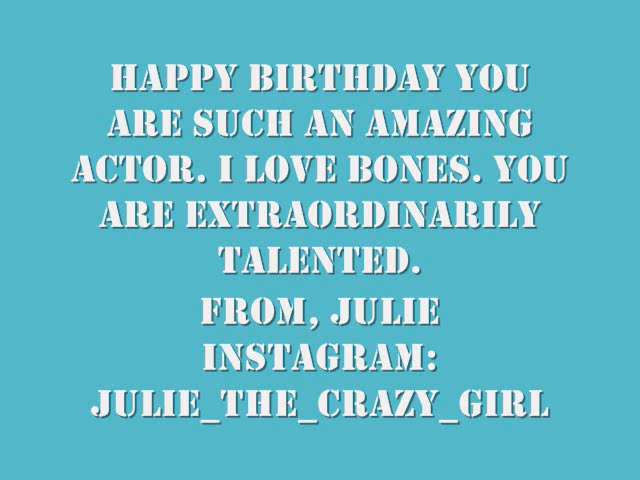 HAPPY BIRTHDAY YOU
ARE SUCH AN AMAZING
ACTOR. I LOVE BONES. YOU
ARE EXTRAORDINARILY
TALENTED.
FROM, JULIE
INSTAGRAM:
JULIE_THE_CRAZY_GIRL